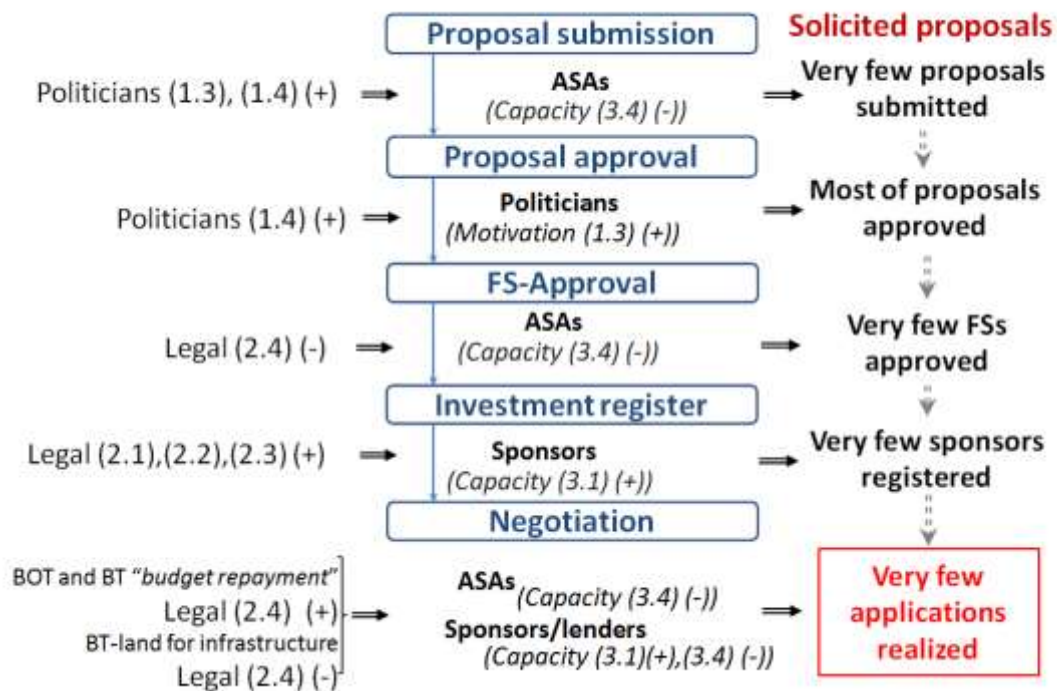 Proposal submission
Solicited proposals
Politicians (1.3), (1.4) (+)
ASAs
(Capacity (3.4) (-))
Very few proposals
submitted
Proposal approval
Politicians (1.4) (+)
Politicians
(Motivation (1.3) (+))
Most of proposals
approved
FS-Approval
Legal (2.4) (-)
ASAs
(Capacity (3.4) (-))
Very few FSs
approved
Investment register
Legal (2.1),(2.2),(2.3) (+)
Sponsors
(Capacity (3.1) (+))
Very few sponsors
registered
Negotiation
BOT and BT “budget repayment”
Legal (2.4) (+)
BT-land for infrastructure
Legal (2.4) (-)
ASAs (Capacity (3.4) (-))
Sponsors/lenders
(Capacity (3.1)(+),(3.4) (-))
Very few
applications
realized